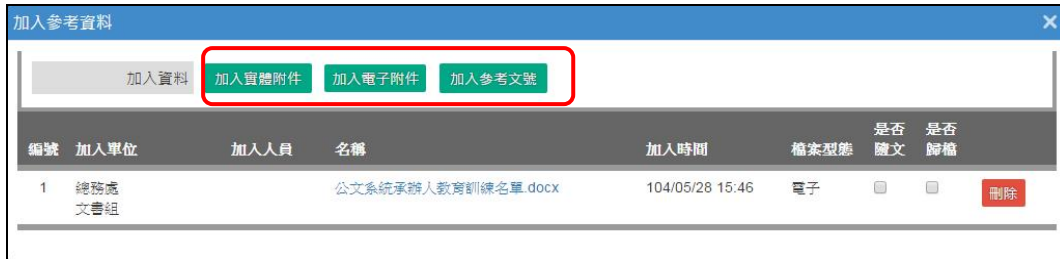 加入參考資料
加入資料 加入實體附件 加入電子附件 加入參考文號
編號 加入單位 加入人員 名稱 加入時間 檔案型態 是否隨文 是否歸檔
1 總務處 公文系統承辦人教育訓練名單.docx 104/05/28 15:46 電子 刪除
文書組